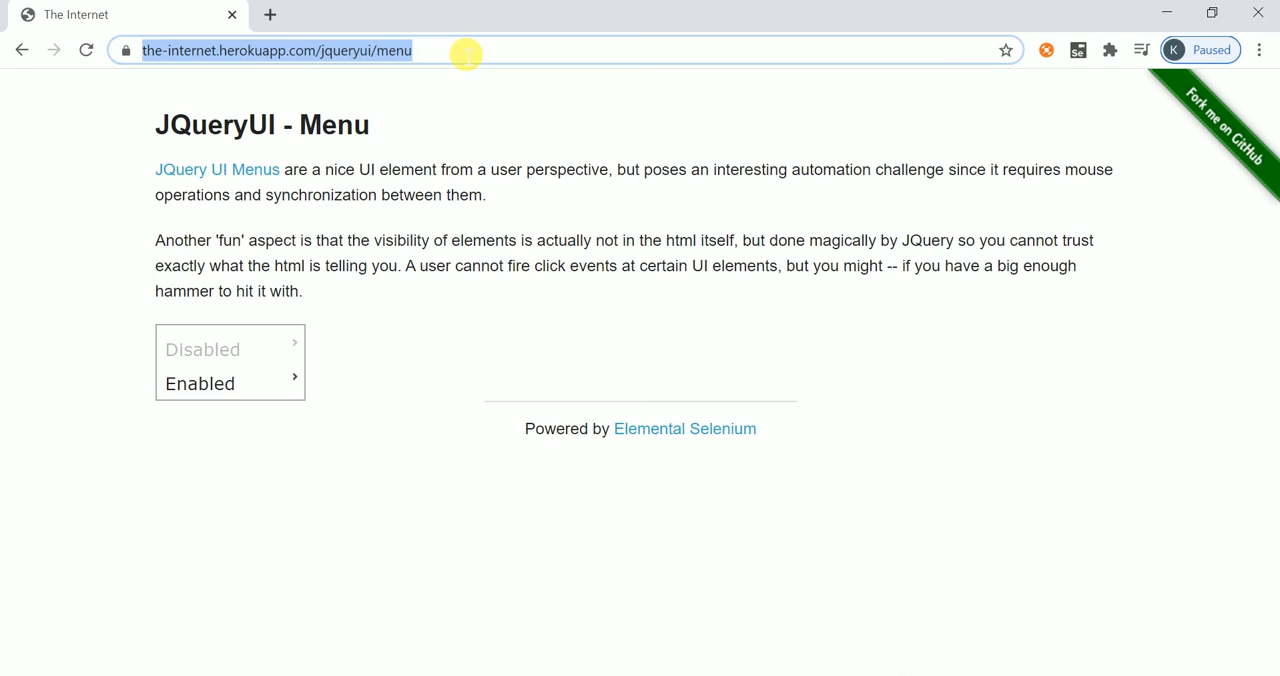 The Internet
the-internet.herokuapp.com/jqueryui/menu
Se
K Paused
Fork me on GitHub
JQueryUI - Menu
JQuery UI Menus are a nice UI element from a user perspective, but poses an interesting automation challenge since it requires mouse
operations and synchronization between them.
Another 'fun' aspect is that the visibility of elements is actually not in the html itself, but done magically by JQuery so you cannot trust
exactly what the html is telling you. A user cannot fire click events at certain UI elements, but you might -- if you have a big enough
hammer to hit it with.
Disabled
Enabled
Powered by Elemental Selenium